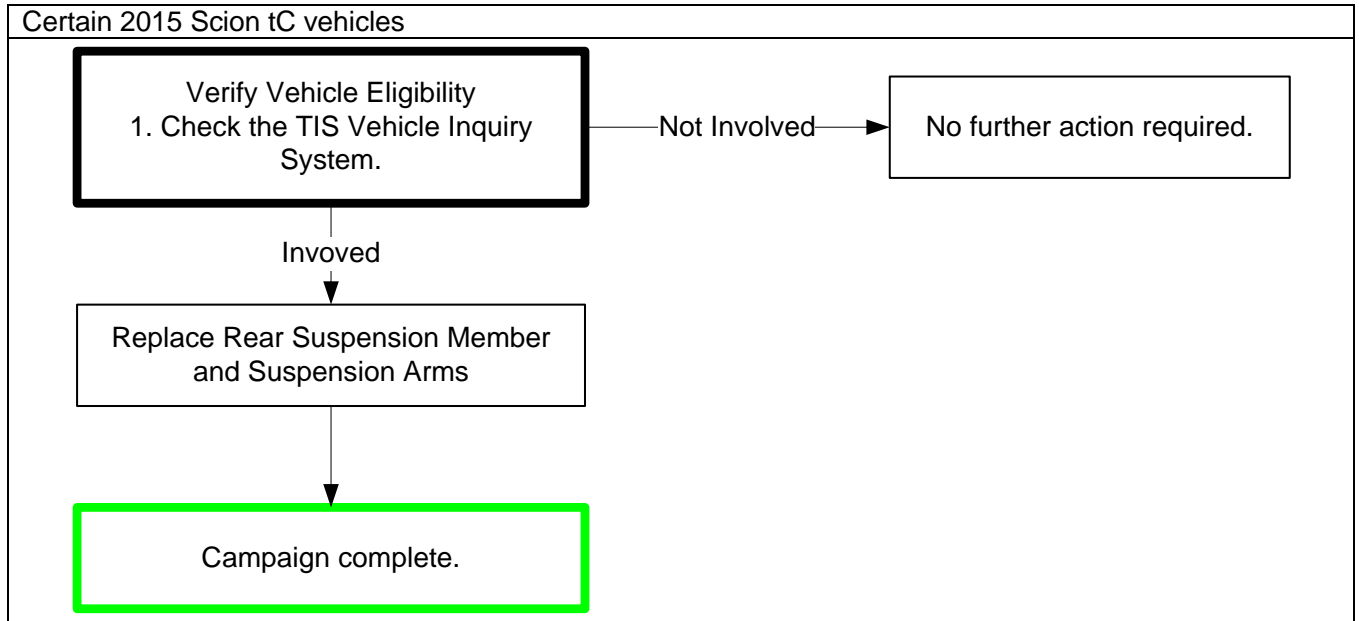 Certain 2015 Scion tC vehicles
Verify Vehicle Eligibility
1. Check the TIS Vehicle Inquiry
System.
Not Involved
No further action required.
Invoved
Replace Rear Suspension Member
and Suspension Arms
Campaign complete.